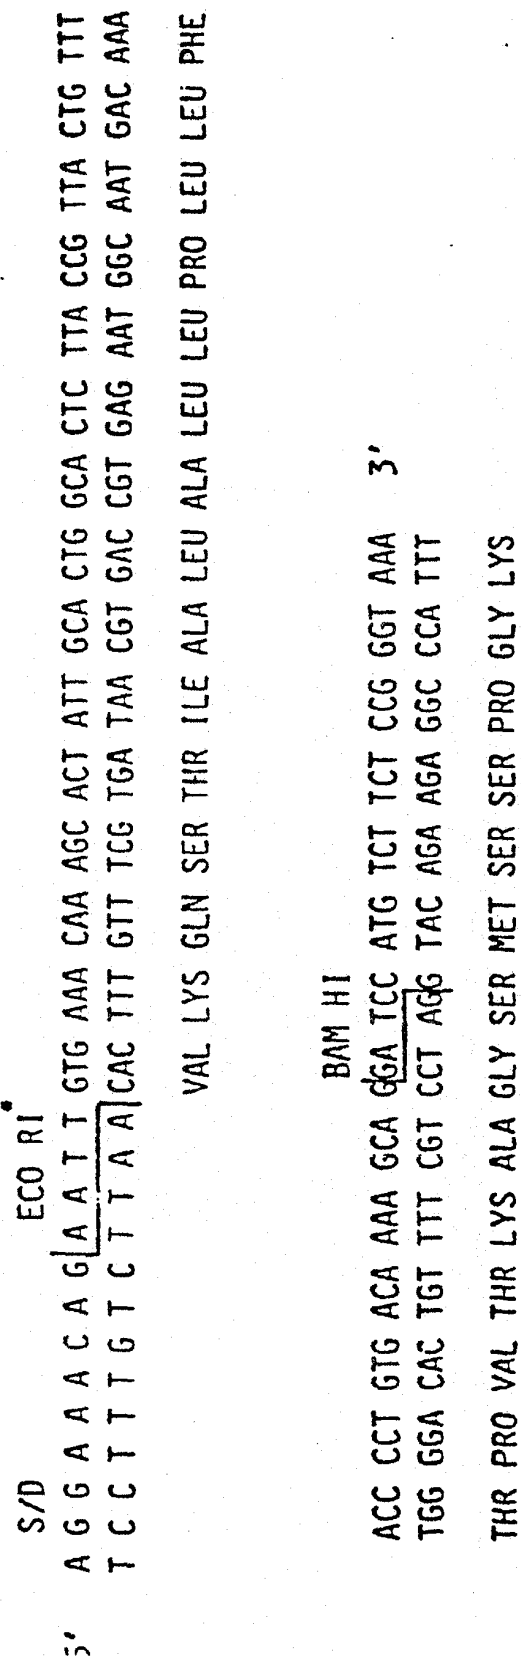 S/D ECO RI*
5' A G G A A A C A G A A T T GTG AAA CAA AGC ACT ATT GCA CTG GCA CTC TTA CCG TTA CTG TTT
T C C T T T G T C T T A A CAC TTT GTT TCG TGA TAA CGT GAC CGT GAG AAT GGC AAT GAC AAA
VAL LYS GLN SER THR ILE ALA LEU ALA LEU LEU PRO LEU LEU PHE
BAM HI
ACC CCT GTG ACA AAA GCA GGA TCC ATG TCT TCT CCG GGT AAA 3'
TGG GGA CAC TGT TTT CGT CCT AGG TAC AGA AGA GGC CCA TTT
THR PRO VAL THR LYS ALA GLY SER MET SER SER PRO GLY LYS